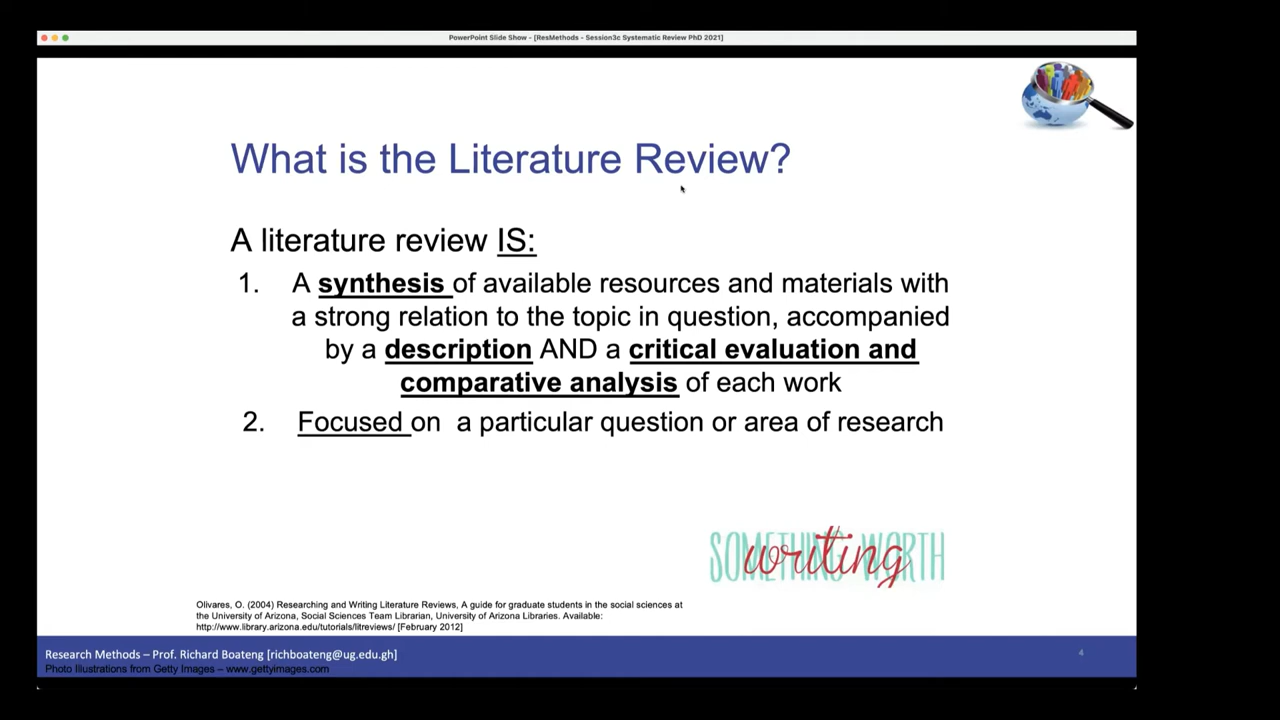 PowerPoint Slide Show - [ResMethods - Session3c Systematic Review PhD 2021]
What is the Literature Review?
A literature review IS:
1. A synthesis of available resources and materials with
a strong relation to the topic in question, accompanied
by a description AND a critical evaluation and
comparative analysis of each work
2. Focused on a particular question or area of research
SOMETHING WORTH
writing
Olivares, O. (2004) Researching and Writing Literature Reviews, A guide for graduate students in the social sciences at
the University of Arizona, Social Sciences Team Librarian, University of Arizona Libraries. Available:
http://www.library.arizona.edu/tutorials/litreviews/ [February 2012]
Research Methods – Prof. Richard Boateng [richboateng@ug.edu.gh]
4
Photo Illustrations from Getty Images – www.gettyimages.com